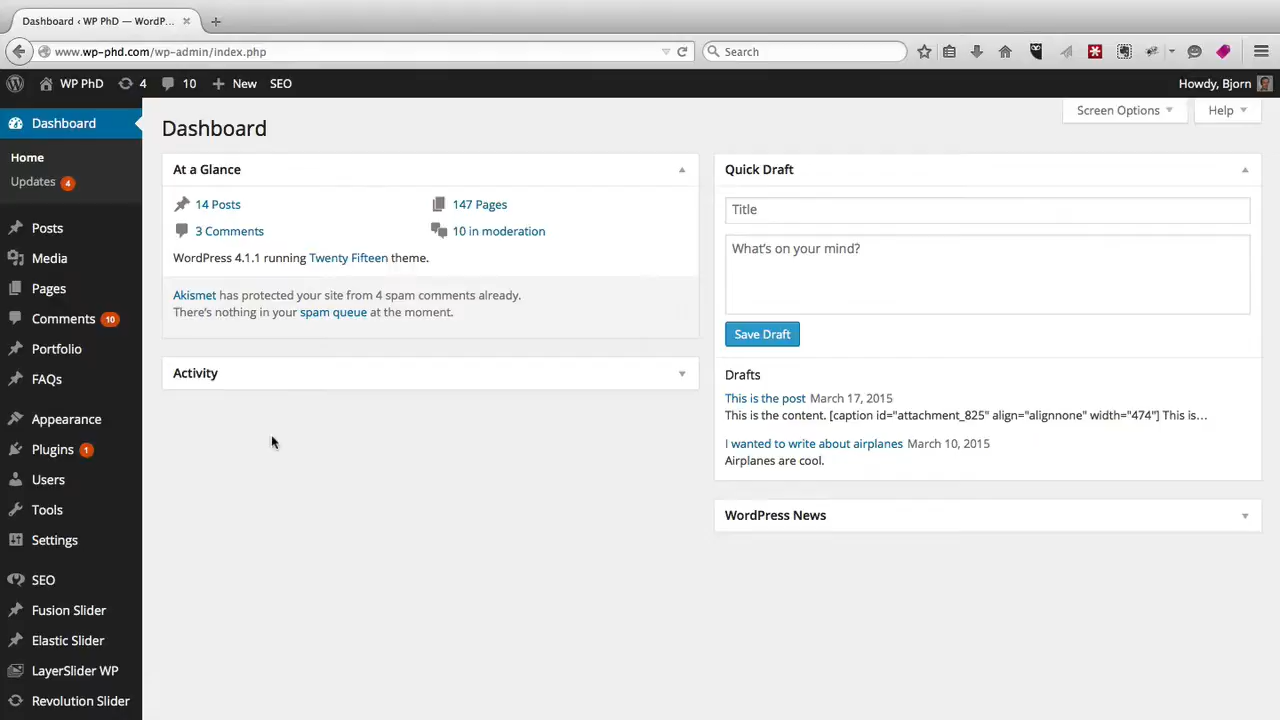 Dashboard ‹ WP PhD — WordP...
www.wp-phd.com/wp-admin/index.php
Search
WP PhD 4 10 New SEO
Howdy, Bjorn
Dashboard
Home
Updates 4
Posts
Media
Pages
Comments 10
Portfolio
FAQs
Appearance
Plugins 1
Users
Tools
Settings
SEO
Fusion Slider
Elastic Slider
LayerSlider WP
Revolution Slider
Screen Options
Help
Dashboard
At a Glance
14 Posts
147 Pages
3 Comments
10 in moderation
WordPress 4.1.1 running Twenty Fifteen theme.
Akismet has protected your site from 4 spam comments already.
There's nothing in your spam queue at the moment.
Activity
Quick Draft
Title
What's on your mind?
Save Draft
Drafts
This is the post March 17, 2015
This is the content. [caption id="attachment_825" align="alignnone" width="474"] This is...
I wanted to write about airplanes March 10, 2015
Airplanes are cool.
WordPress News